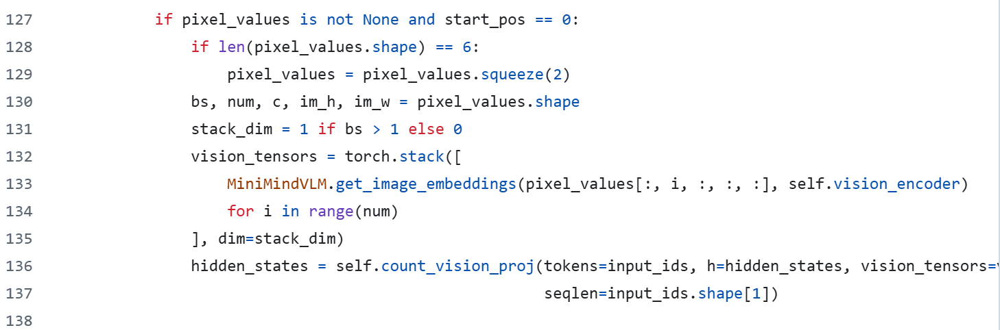 127 if pixel_values is not None and start_pos == 0:
128 if len(pixel_values.shape) == 6:
129 pixel_values = pixel_values.squeeze(2)
130 bs, num, c, im_h, im_w = pixel_values.shape
131 stack_dim = 1 if bs > 1 else 0
132 vision_tensors = torch.stack([
133 MiniMindVLM.get_image_embeddings(pixel_values[:, i, :, :, :], self.vision_encoder)
134 for i in range(num)
135 ], dim=stack_dim)
136 hidden_states = self.count_vision_proj(tokens=input_ids, h=hidden_states, vision_tensors=
137 seqlen=input_ids.shape[1])
138